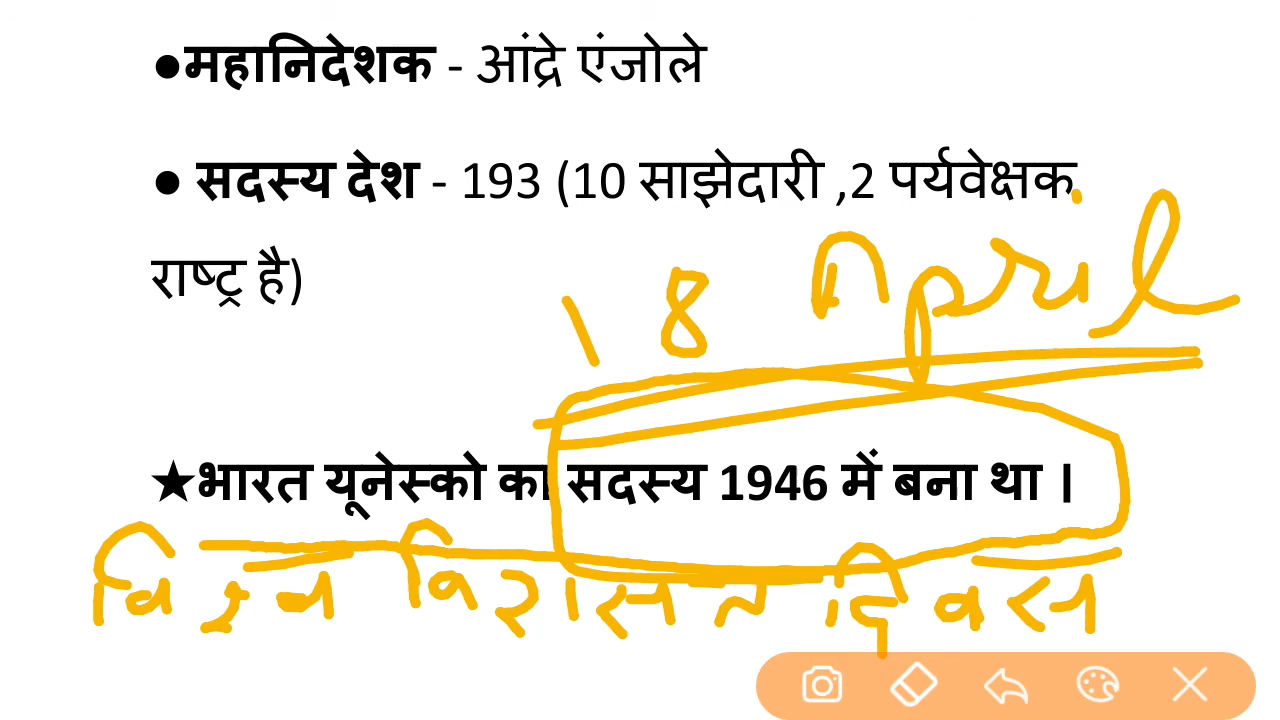 ●महानिदेशक - आंद्रे एंजोले
● सदस्य देश - 193 (10 साझेदारी ,2 पर्यवेक्षक
राष्ट्र है)
18 April
★भारत यूनेस्को का सदस्य 1946 में बना था ।
विश्व विरासत दिवस